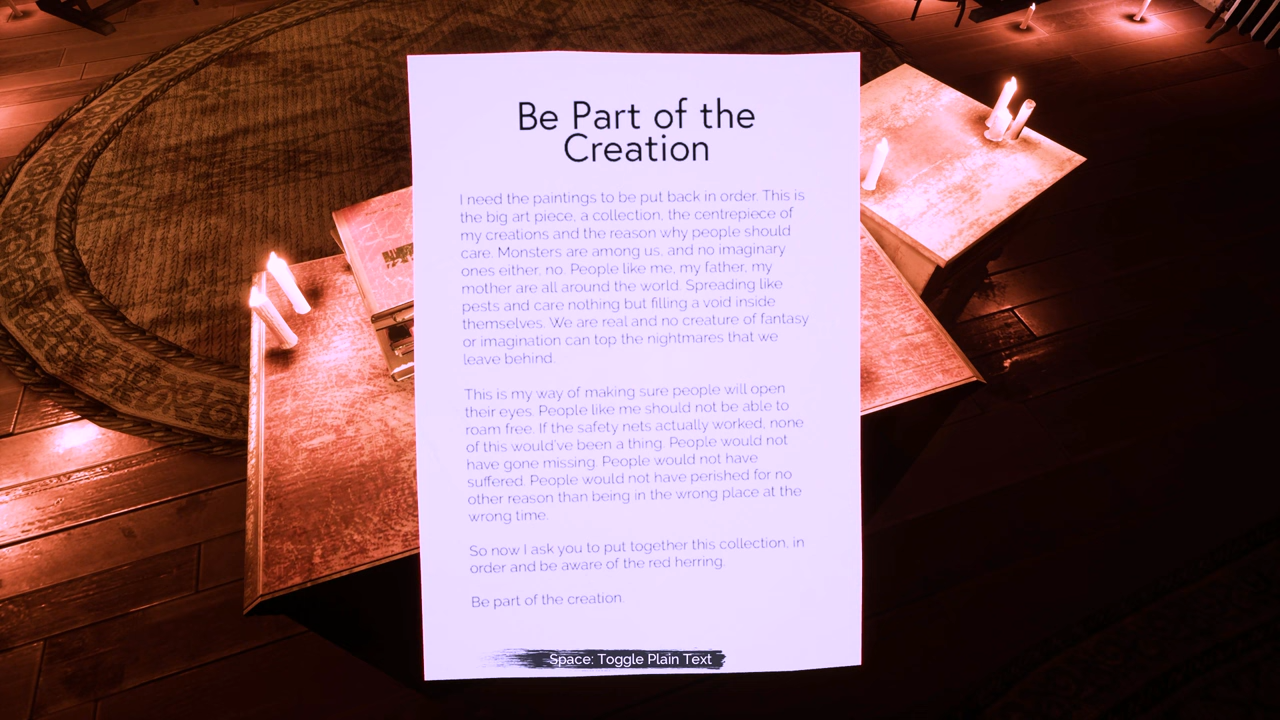 Be Part of the
Creation
I need the paintings to be put back in order. This is
the big art piece, a collection, the centrepiece of
my creations and the reason why people should
care. Monsters are among us, and no imaginary
ones either, no. People like me, my father, my
mother are all around the world. Spreading like
pests and care nothing but filling a void inside
themselves. We are real and no creature of fantasy
or imagination can top the nightmares that we
leave behind.
This is my way of making sure people will open
their eyes. People like me should not be able to
roam free. If the safety nets actually worked, none
of this would've been a thing. People would not
have gone missing. People would not have
suffered. People would not have perished for no
other reason than being in the wrong place at the
wrong time.
So now I ask you to put together this collection, in
order and be aware of the red herring.
Be part of the creation.
Space: Toggle Plain Text